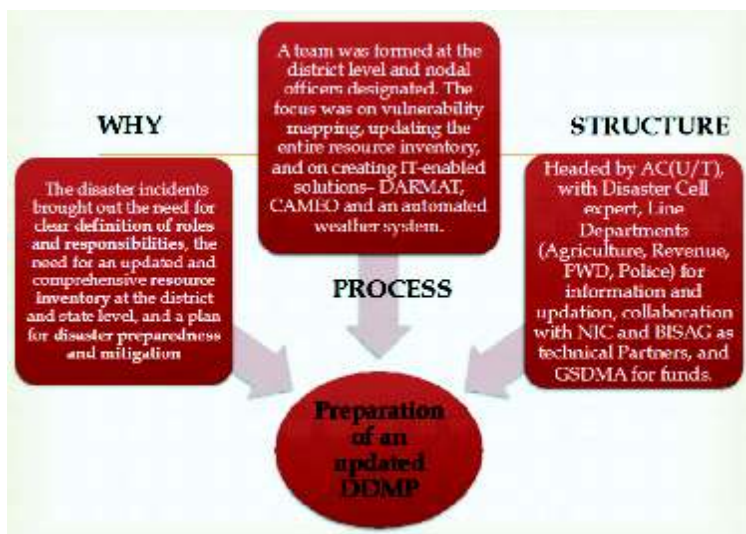 WHY
The disaster incidents
brought out the need for
clear definition of roles
and responsibilities, the
need for an updated and
comprehensive resource
inventory at the district
and state level, and a plan
for disaster preparedness
and mitigation
A team was formed at the
district level and nodal
officers designated. The
focus was on vulnerability
mapping, updating the
entire resource inventory,
and on creating IT-enabled
solutions– DARMAT,
CAMEO and an automated
weather system.
PROCESS
STRUCTURE
Headed by AC(U/T),
with Disaster Cell
expert, Line
Departments
(Agriculture, Revenue,
PWD, Police) for
information and
updation, collaboration
with NIC and BISAG as
technical Partners, and
GSDMA for funds.
Preparation
of an
updated
DDMP